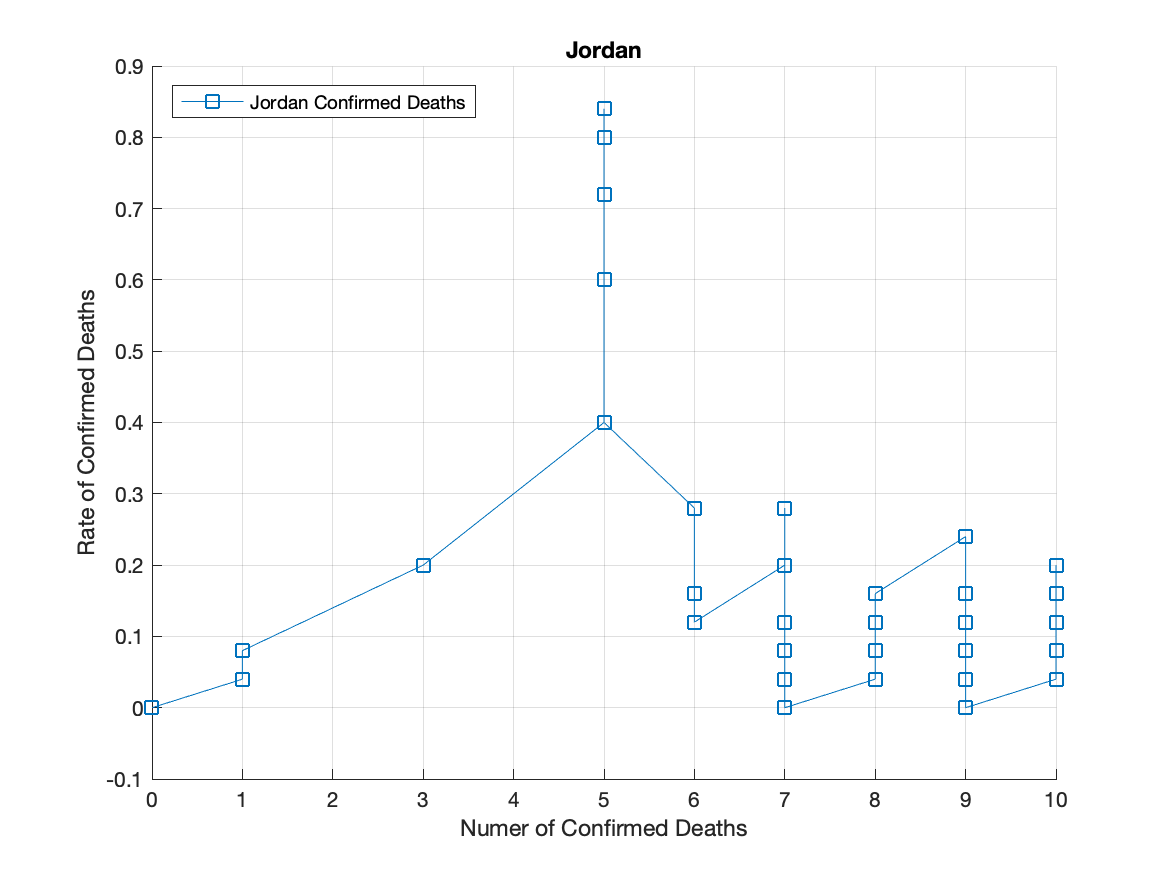 Jordan
Jordan Confirmed Deaths
Rate of Confirmed Deaths
0.9
0.8
0.7
0.6
0.5
0.4
0.3
0.2
0.1
0
-0.1
0 1 2 3 4 5 6 7 8 9 10
Numer of Confirmed Deaths